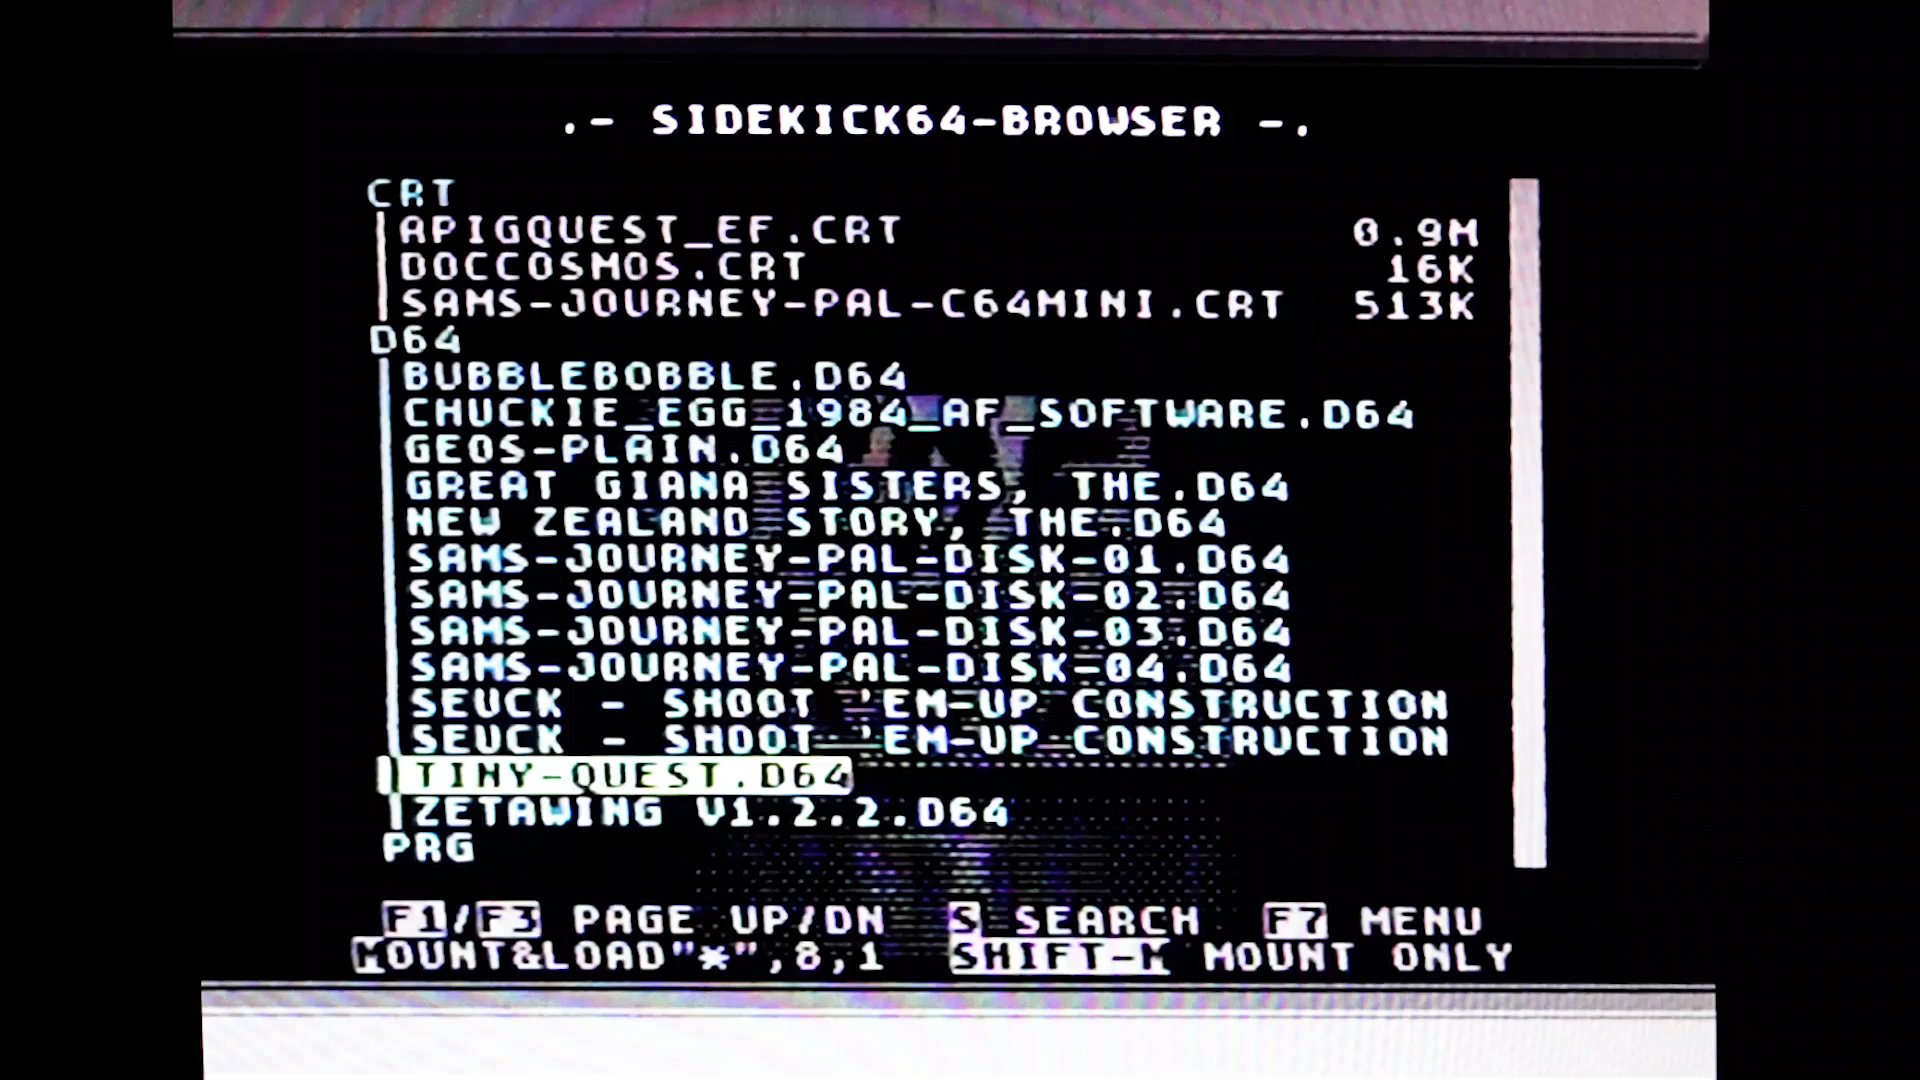 .- SIDEKICK64-BROWSER -.
CRT
APIGQUEST_EF.CRT 0.9M
DOCCOSMOS.CRT 16K
SAMS-JOURNEY-PAL-C64MINI.CRT 513K
D64
BUBBLEBOBBLE.D64
CHUCKIE_EGG_1984_AF_SOFTWARE.D64
GEOS-PLAIN.D64
GREAT GIANA SISTERS, THE.D64
NEW ZEALAND STORY, THE.D64
SAMS-JOURNEY-PAL-DISK-01.D64
SAMS-JOURNEY-PAL-DISK-02.D64
SAMS-JOURNEY-PAL-DISK-03.D64
SAMS-JOURNEY-PAL-DISK-04.D64
SEUCK - SHOOT 'EM-UP CONSTRUCTION
SEUCK - SHOOT 'EM-UP CONSTRUCTION
TINY-QUEST.D64
ZETAWING V1.2.2.D64
PRG
F1/F3 PAGE UP/DN S SEARCH F7 MENU
MOUNT&LOAD"*",8,1 SHIFT-M MOUNT ONLY